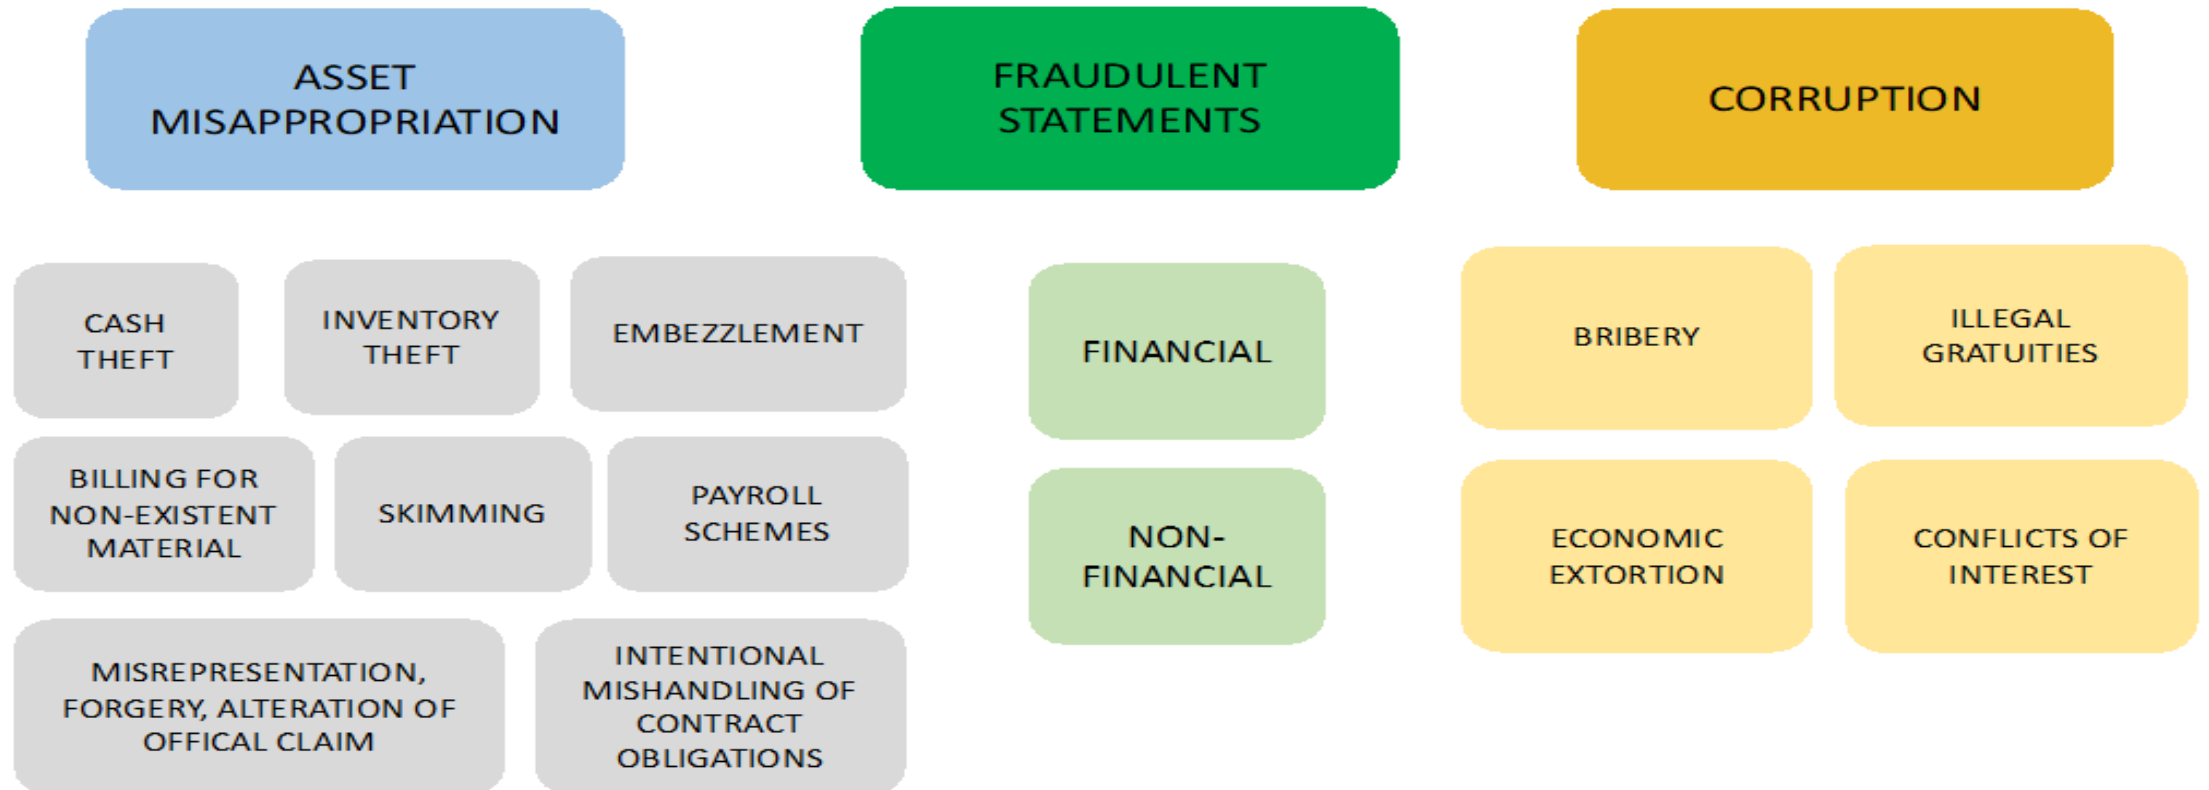 ASSET
MISAPPROPRIATION
FRAUDULENT
STATEMENTS
CORRUPTION
CASH
THEFT
INVENTORY
THEFT
EMBEZZLEMENT
BILLING FOR
NON-EXISTENT
MATERIAL
SKIMMING
PAYROLL
SCHEMES
MISREPRESENTATION,
FORGERY, ALTERATION OF
OFFICAL CLAIM
INTENTIONAL
MISHANDLING OF
CONTRACT
OBLIGATIONS
FINANCIAL
NON-
FINANCIAL
BRIBERY
ILLEGAL
GRATUITIES
ECONOMIC
EXTORTION
CONFLICTS OF
INTEREST